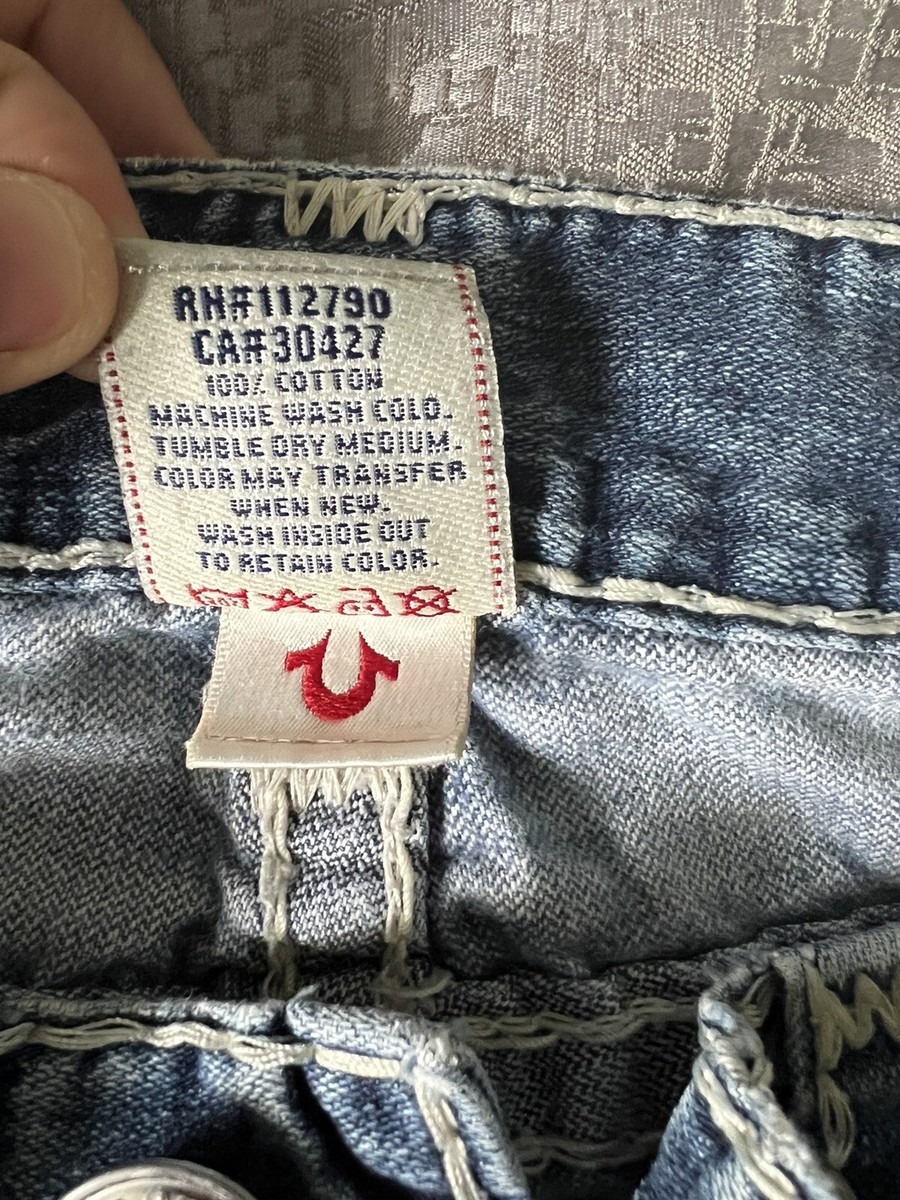 RN#112790
CA#30427
100% COTTON
MACHINE WASH COLD.
TUMBLE DRY MEDIUM.
COLOR MAY TRANSFER
WHEN NEW.
WASH INSIDE OUT
TO RETAIN COLOR.